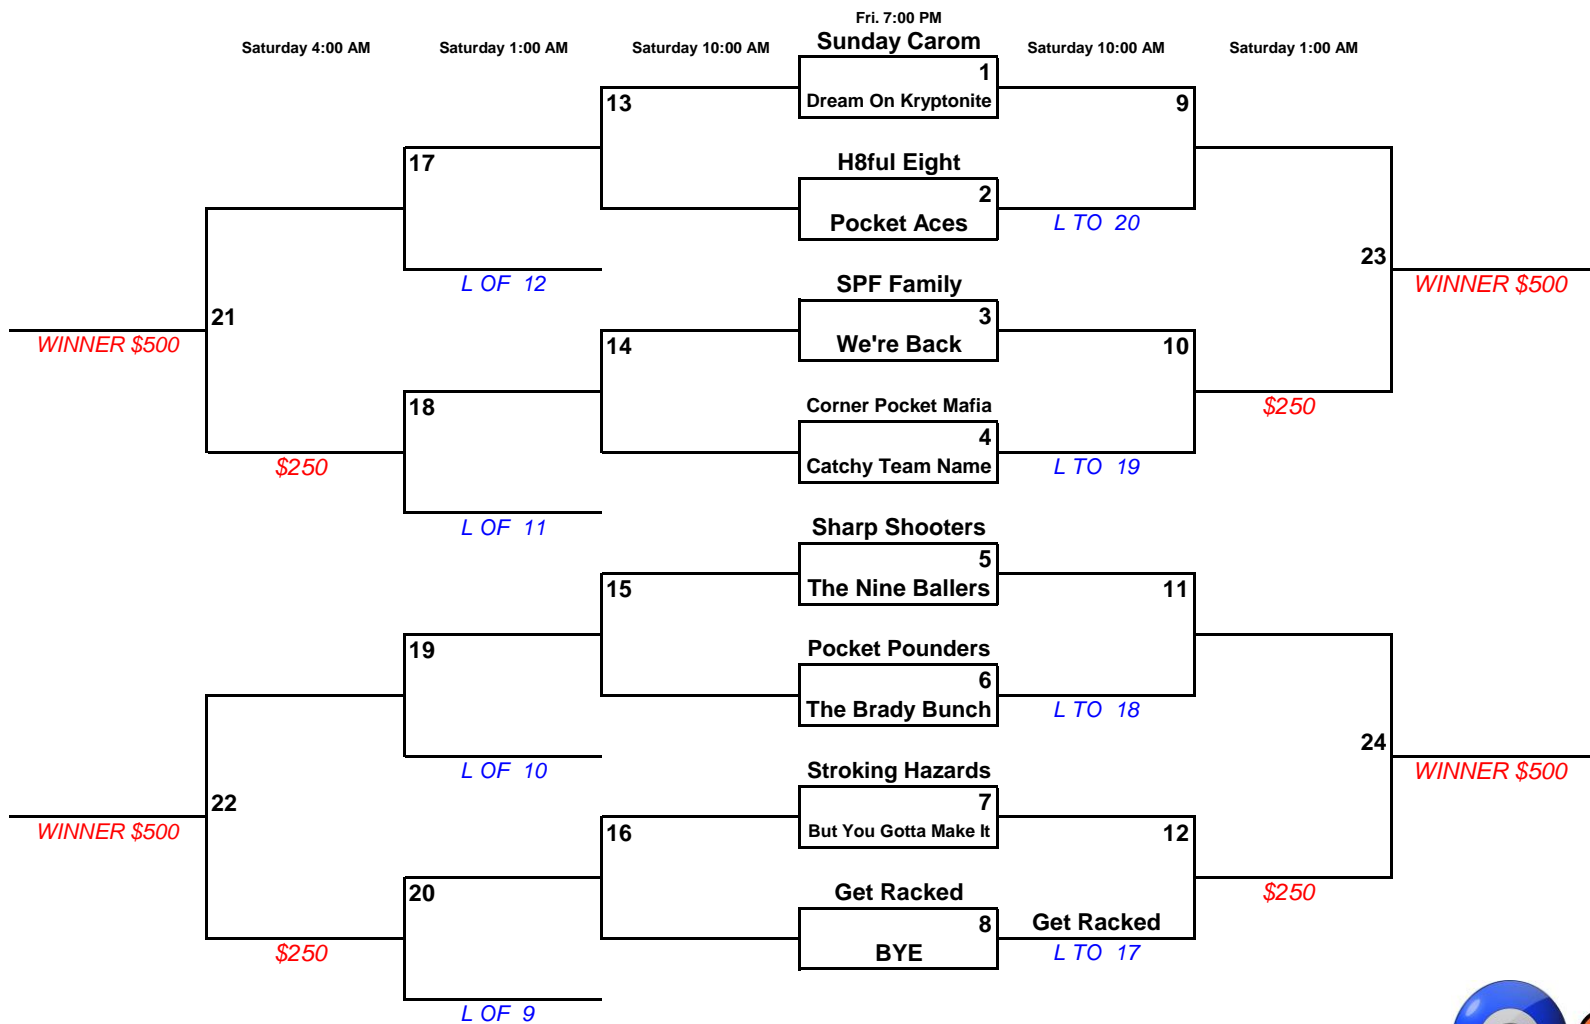 Fri. 7:00 PM
Saturday 4:00 AM Saturday 1:00 AM Saturday 10:00 AM Sunday Carom Saturday 10:00 AM Saturday 1:00 AM
1
13 Dream On Kryptonite 9
17 H8ful Eight
2
Pocket Aces L TO 20
23
L OF 12 SPF Family WINNER $500
21 3
WINNER $500 14 We're Back 10
18 Corner Pocket Mafia $250
4
$250 Catchy Team Name L TO 19
L OF 11 Sharp Shooters
5
15 The Nine Ballers 11
19 Pocket Pounders
6
The Brady Bunch L TO 18
24
L OF 10 Stroking Hazards WINNER $500
22 7
WINNER $500 16 But You Gotta Make It 12
20 Get Racked $250
8 Get Racked
$250 BYE L TO 17
L OF 9